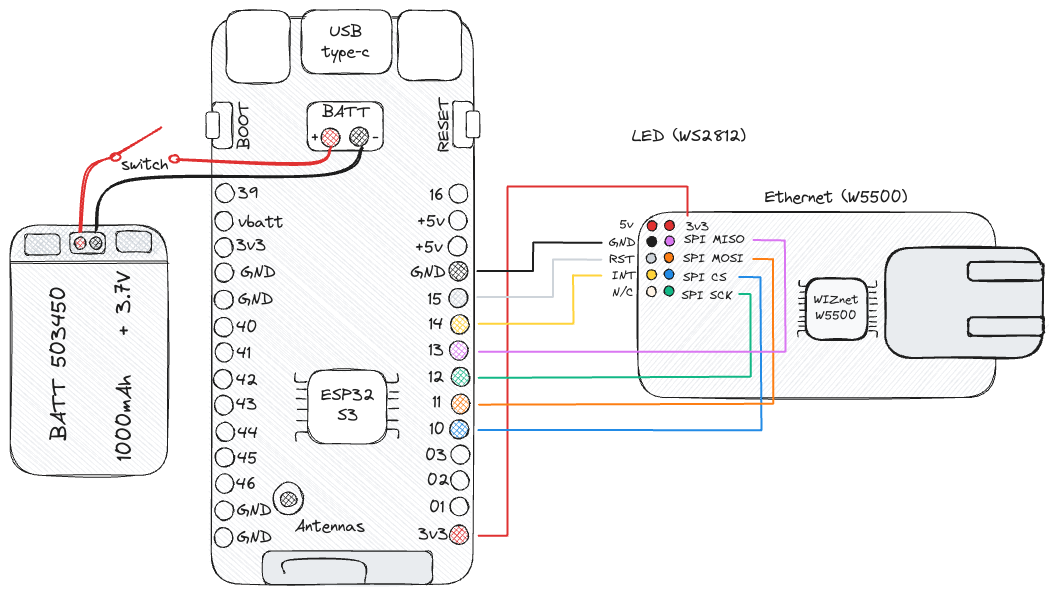 USB
type-c
BOOT
BATT
+ -
RESET
switch
BATT 503450
1000mAh + 3.7V
39
vbatt
3v3
GND
GND
40
41
42
43
44
45
46
GND
GND
16
+5v
+5v
GND
15
14
13
12
11
10
03
02
01
3v3
ESP32
S3
Antennas
LED (WS2812)
Ethernet (W5500)
5v 3v3
GND SPI MISO
RST SPI MOSI
INT SPI CS
N/C SPI SCK
WIZnet
W5500